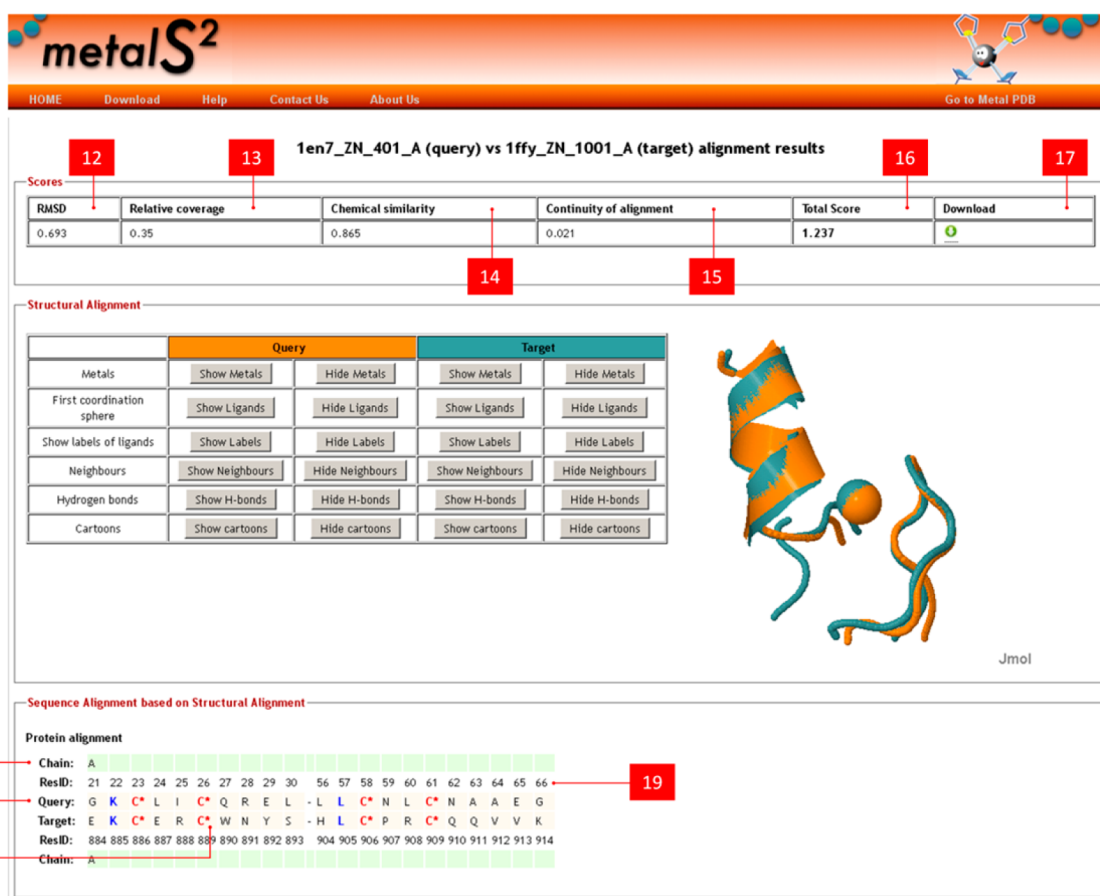 metalS2
HOME Download Help Contact Us About Us Go to Metal PDB
1en7_ZN_401_A (query) vs 1ffy_ZN_1001_A (target) alignment results
12 13 16 17
Scores
RMSD Relative coverage Chemical similarity Continuity of alignment Total Score Download
0.693 0.35 0.865 0.021 1.237
14 15
Structural Alignment
Query Target
Metals Show Metals Hide Metals Show Metals Hide Metals
First coordination
sphere Show Ligands Hide Ligands Show Ligands Hide Ligands
Show labels of ligands Show Labels Hide Labels Show Labels Hide Labels
Neighbours Show Neighbours Hide Neighbours Show Neighbours Hide Neighbours
Hydrogen bonds Show H-bonds Hide H-bonds Show H-bonds Hide H-bonds
Cartoons Show cartoons Hide cartoons Show cartoons Hide cartoons
Jmol
Sequence Alignment based on Structural Alignment
Protein alignment
Chain: A
ResID: 21 22 23 24 25 26 27 28 29 30 56 57 58 59 60 61 62 63 64 65 66 19
Query: G K C* L I C* Q R E L - L L C* N L C* N A A E G
Target: E K C* E R C* W N Y S - H L C* P R C* Q Q V V K
ResID: 884 885 886 887 888 889 890 891 892 893 904 905 906 907 908 909 910 911 912 913 914
Chain: A